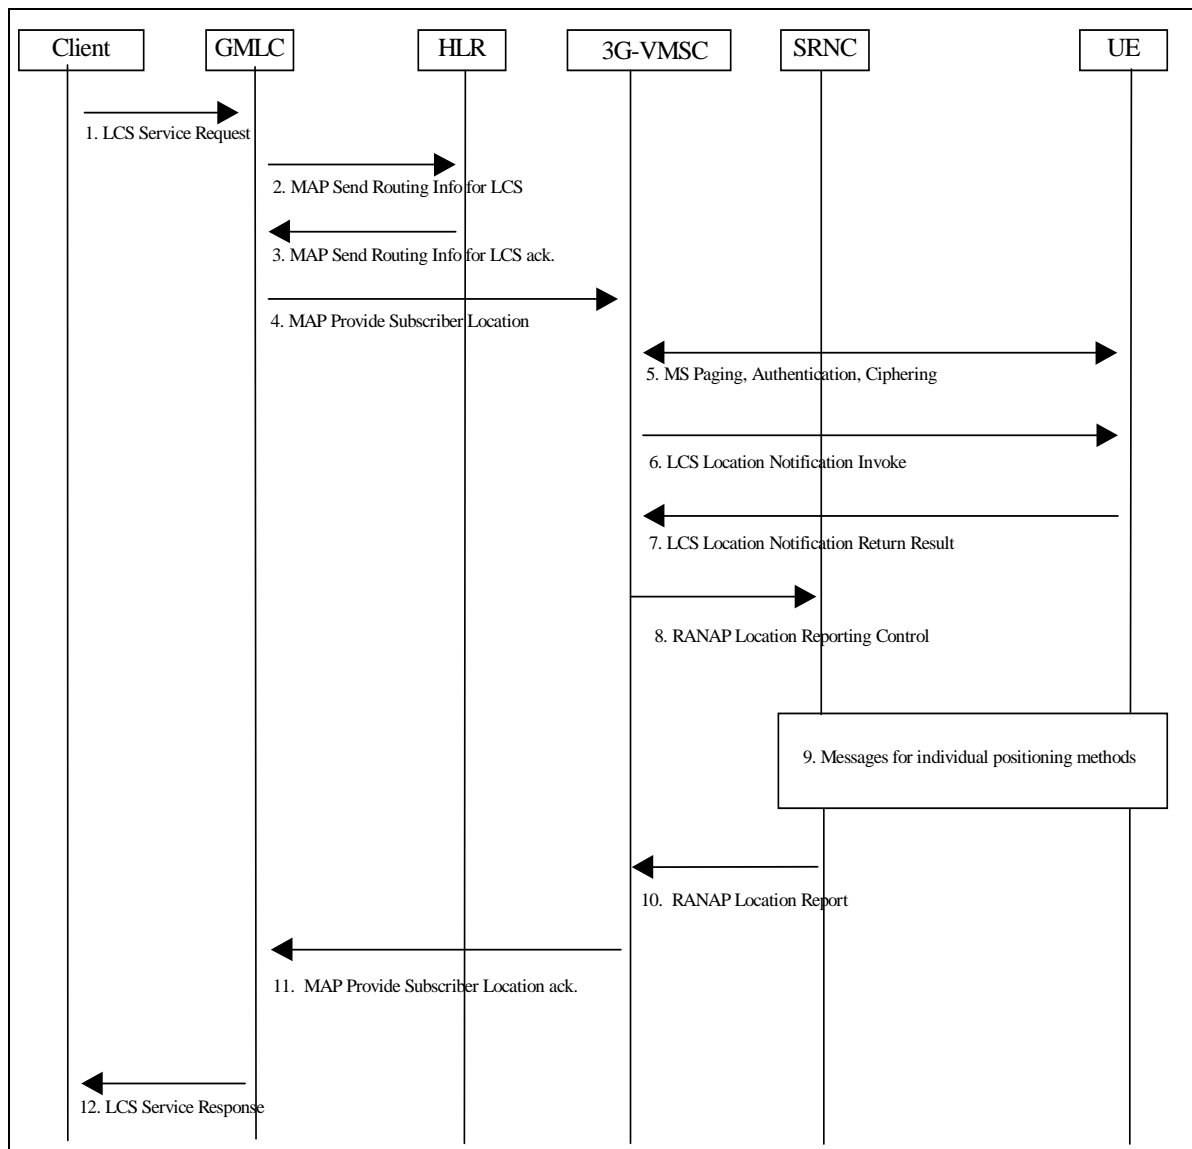 Client
GMLC
HLR
3G-VMSC
SRNC
UE
1. LCS Service Request
2. MAP Send Routing Info for LCS
3. MAP Send Routing Info for LCS ack.
4. MAP Provide Subscriber Location
5. MS Paging, Authentication, Ciphering
6. LCS Location Notification Invoke
7. LCS Location Notification Return Result
8. RANAP Location Reporting Control
9. Messages for individual positioning methods
10. RANAP Location Report
11. MAP Provide Subscriber Location ack.
12. LCS Service Response